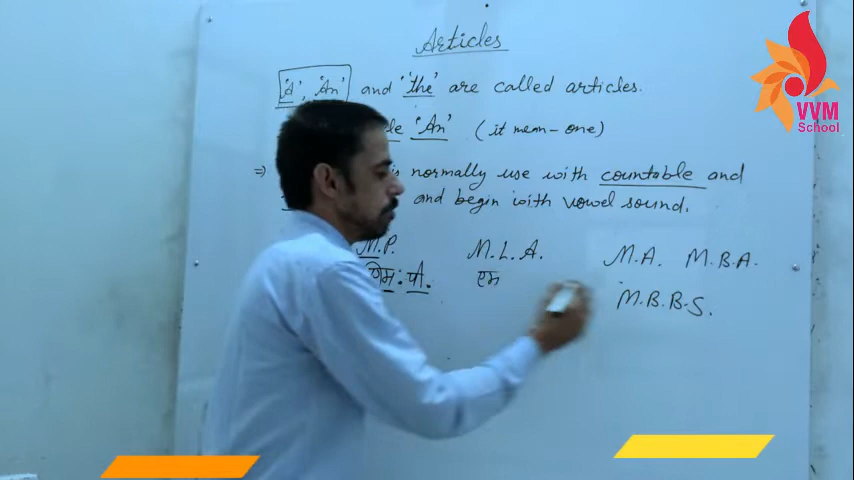 Articles
'A', 'An' and 'the' are called articles.
'An' (it mean - one)
⇒ is normally use with countable and
and begin with vowel sound.
M.P. M.L.A. M.A. M.B.A.
पी. एम M.B.B.S.
VVM
School